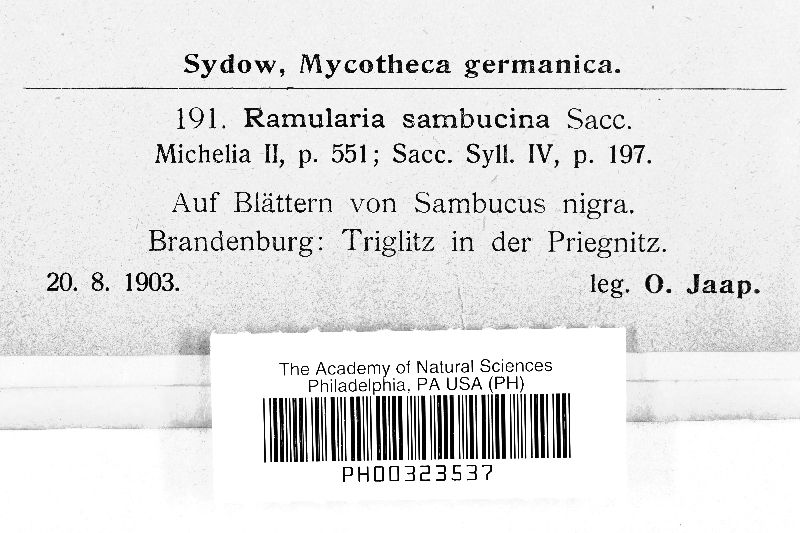 Sydow, Mycotheca germanica.
191. Ramularia sambucina Sacc.
Michelia II, p. 551; Sacc. Syll. IV, p. 197.
Auf Blättern von Sambucus nigra.
Brandenburg: Triglitz in der Priegnitz.
20. 8. 1903. leg. O. Jaap.
The Academy of Natural Sciences
Philadelphia, PA USA (PH)
PH00323537